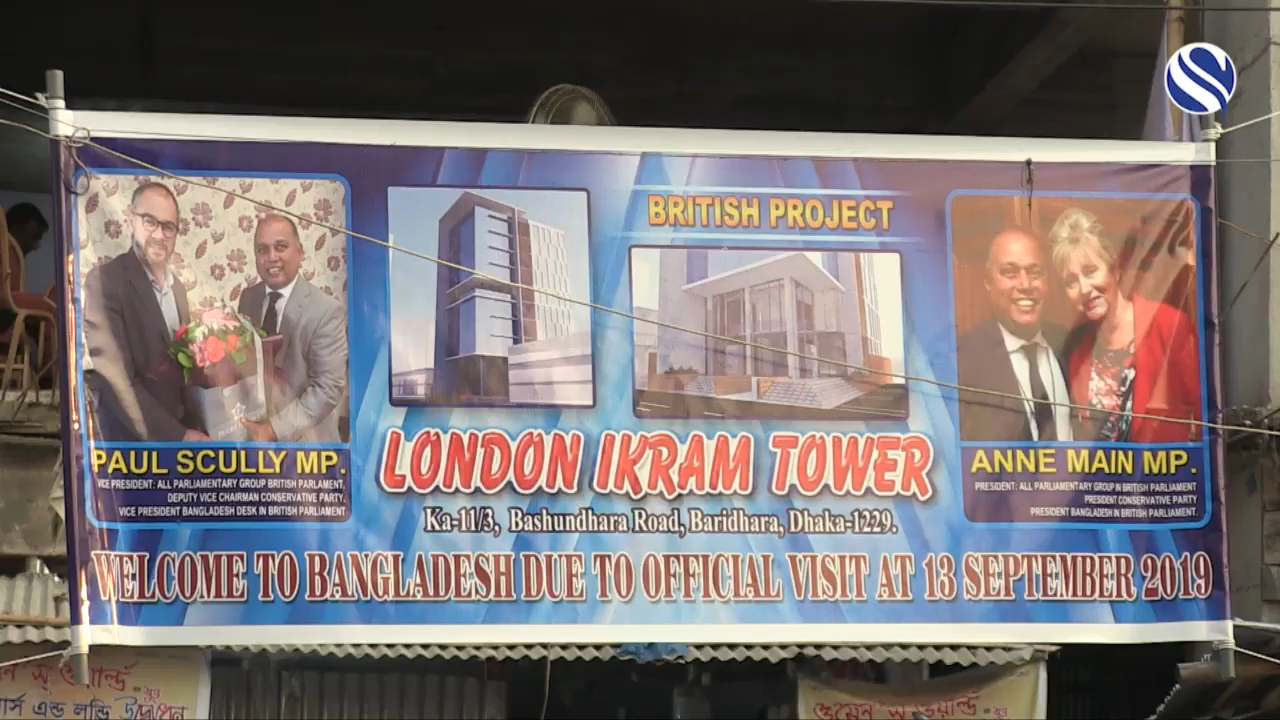 BRITISH PROJECT
PAUL SCULLY MP.
VICE PRESIDENT: ALL PARLIAMENTARY GROUP BRITISH PARLAMENT,
DEPUTY VICE CHAIRMAN CONSERVATIVE PARTY,
VICE PRESIDENT BANGLADESH DESK IN BRITISH PARLIAMENT
LONDON IKRAM TOWER
Ka-11/3, Bashundhara Road, Baridhara, Dhaka-1229.
ANNE MAIN MP.
PRESIDENT: ALL PARLIAMENTARY GROUP IN BRITISH PARLIAMENT
PRESIDENT CONSERVATIVE PARTY
PRESIDENT BANGLADESH IN BRITISH PARLIAMENT.
WELCOME TO BANGLADESH DUE TO OFFICIAL VISIT AT 13 SEPTEMBER 2019
এন্ড লন্ড্রি